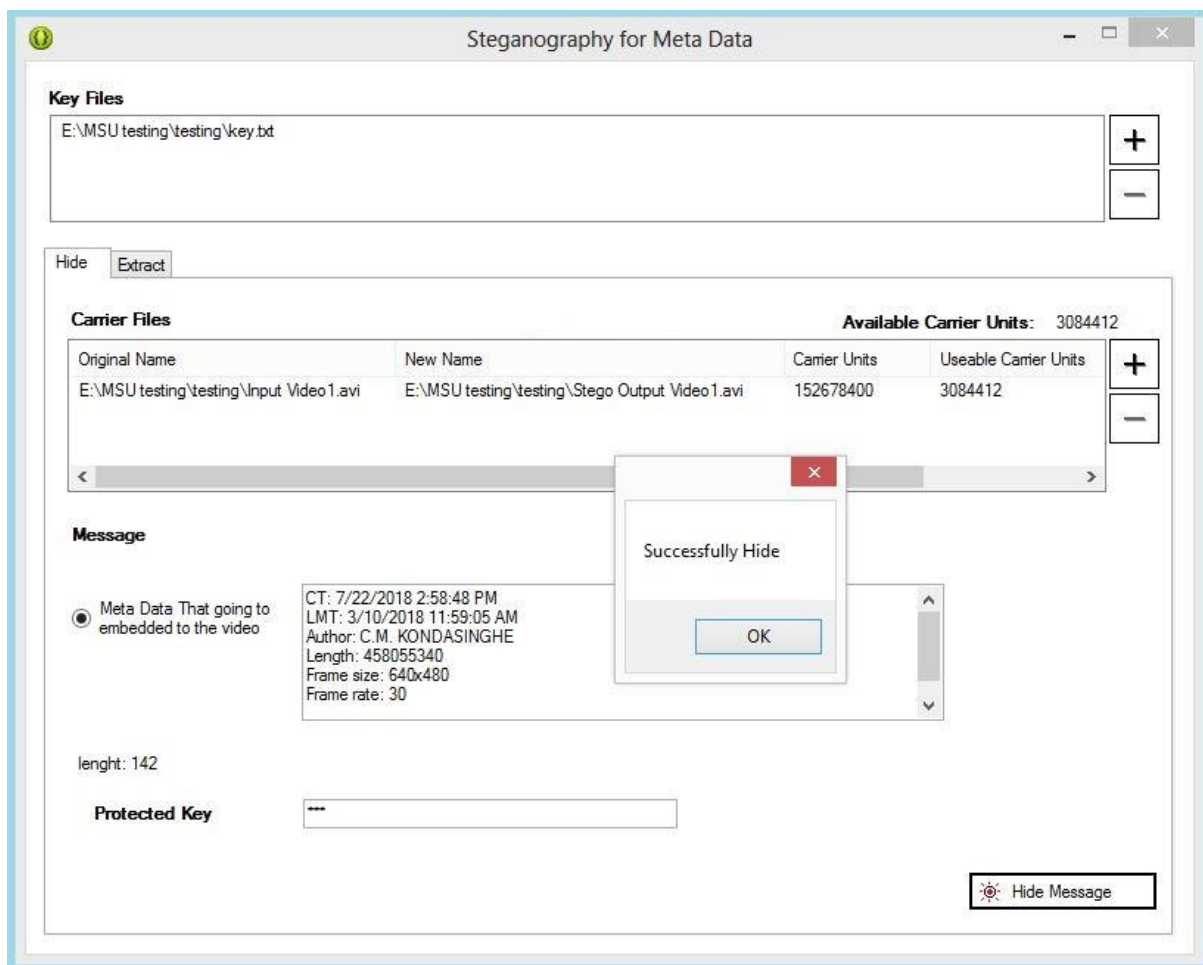 Steganography for Meta Data
Key Files
E:\MSU testing\testing\key.txt
Hide Extract
Carrier Files Available Carrier Units: 3084412
Original Name New Name Carrier Units Useable Carrier Units
E:\MSU testing\testing\Input Video1.avi E:\MSU testing\testing\Stego Output Video1.avi 152678400 3084412
Message
Successfully Hide
OK
Meta Data That going to
embedded to the video
CT: 7/22/2018 2:58:48 PM
LMT: 3/10/2018 11:59:05 AM
Author: C.M. KONDASINGHE
Length: 458055340
Frame size: 640x480
Frame rate: 30
lenght: 142
Protected Key ***
Hide Message